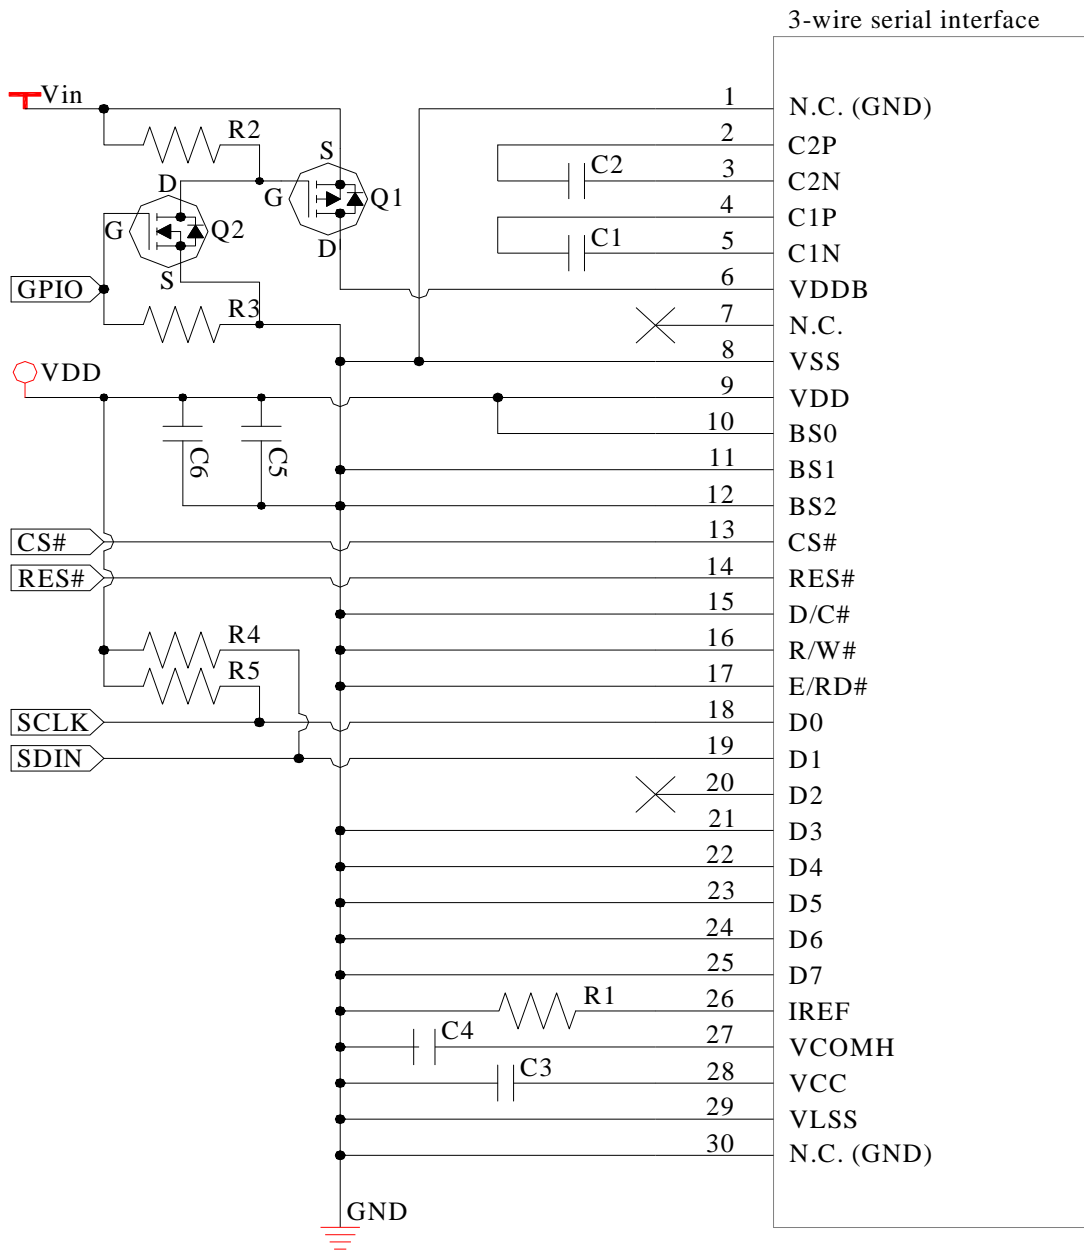 3-wire serial interface
Vin
1 N.C. (GND)
R2
2 C2P
S
C2
3 C2N
D
G Q1
4 C1P
G Q2
C1
5 C1N
D
S
GPIO
6 VDDB
R3
7 N.C.
8 VSS
VDD
9 VDD
10 BS0
C6 C5
11 BS1
12 BS2
CS# 13 CS#
RES# 14 RES#
15 D/C#
R4
16 R/W#
R5
17 E/RD#
SCLK 18 D0
SDIN 19 D1
20 D2
21 D3
22 D4
23 D5
24 D6
25 D7
R1 26 IREF
C4 27 VCOMH
C3 28 VCC
29 VLSS
30 N.C. (GND)
GND